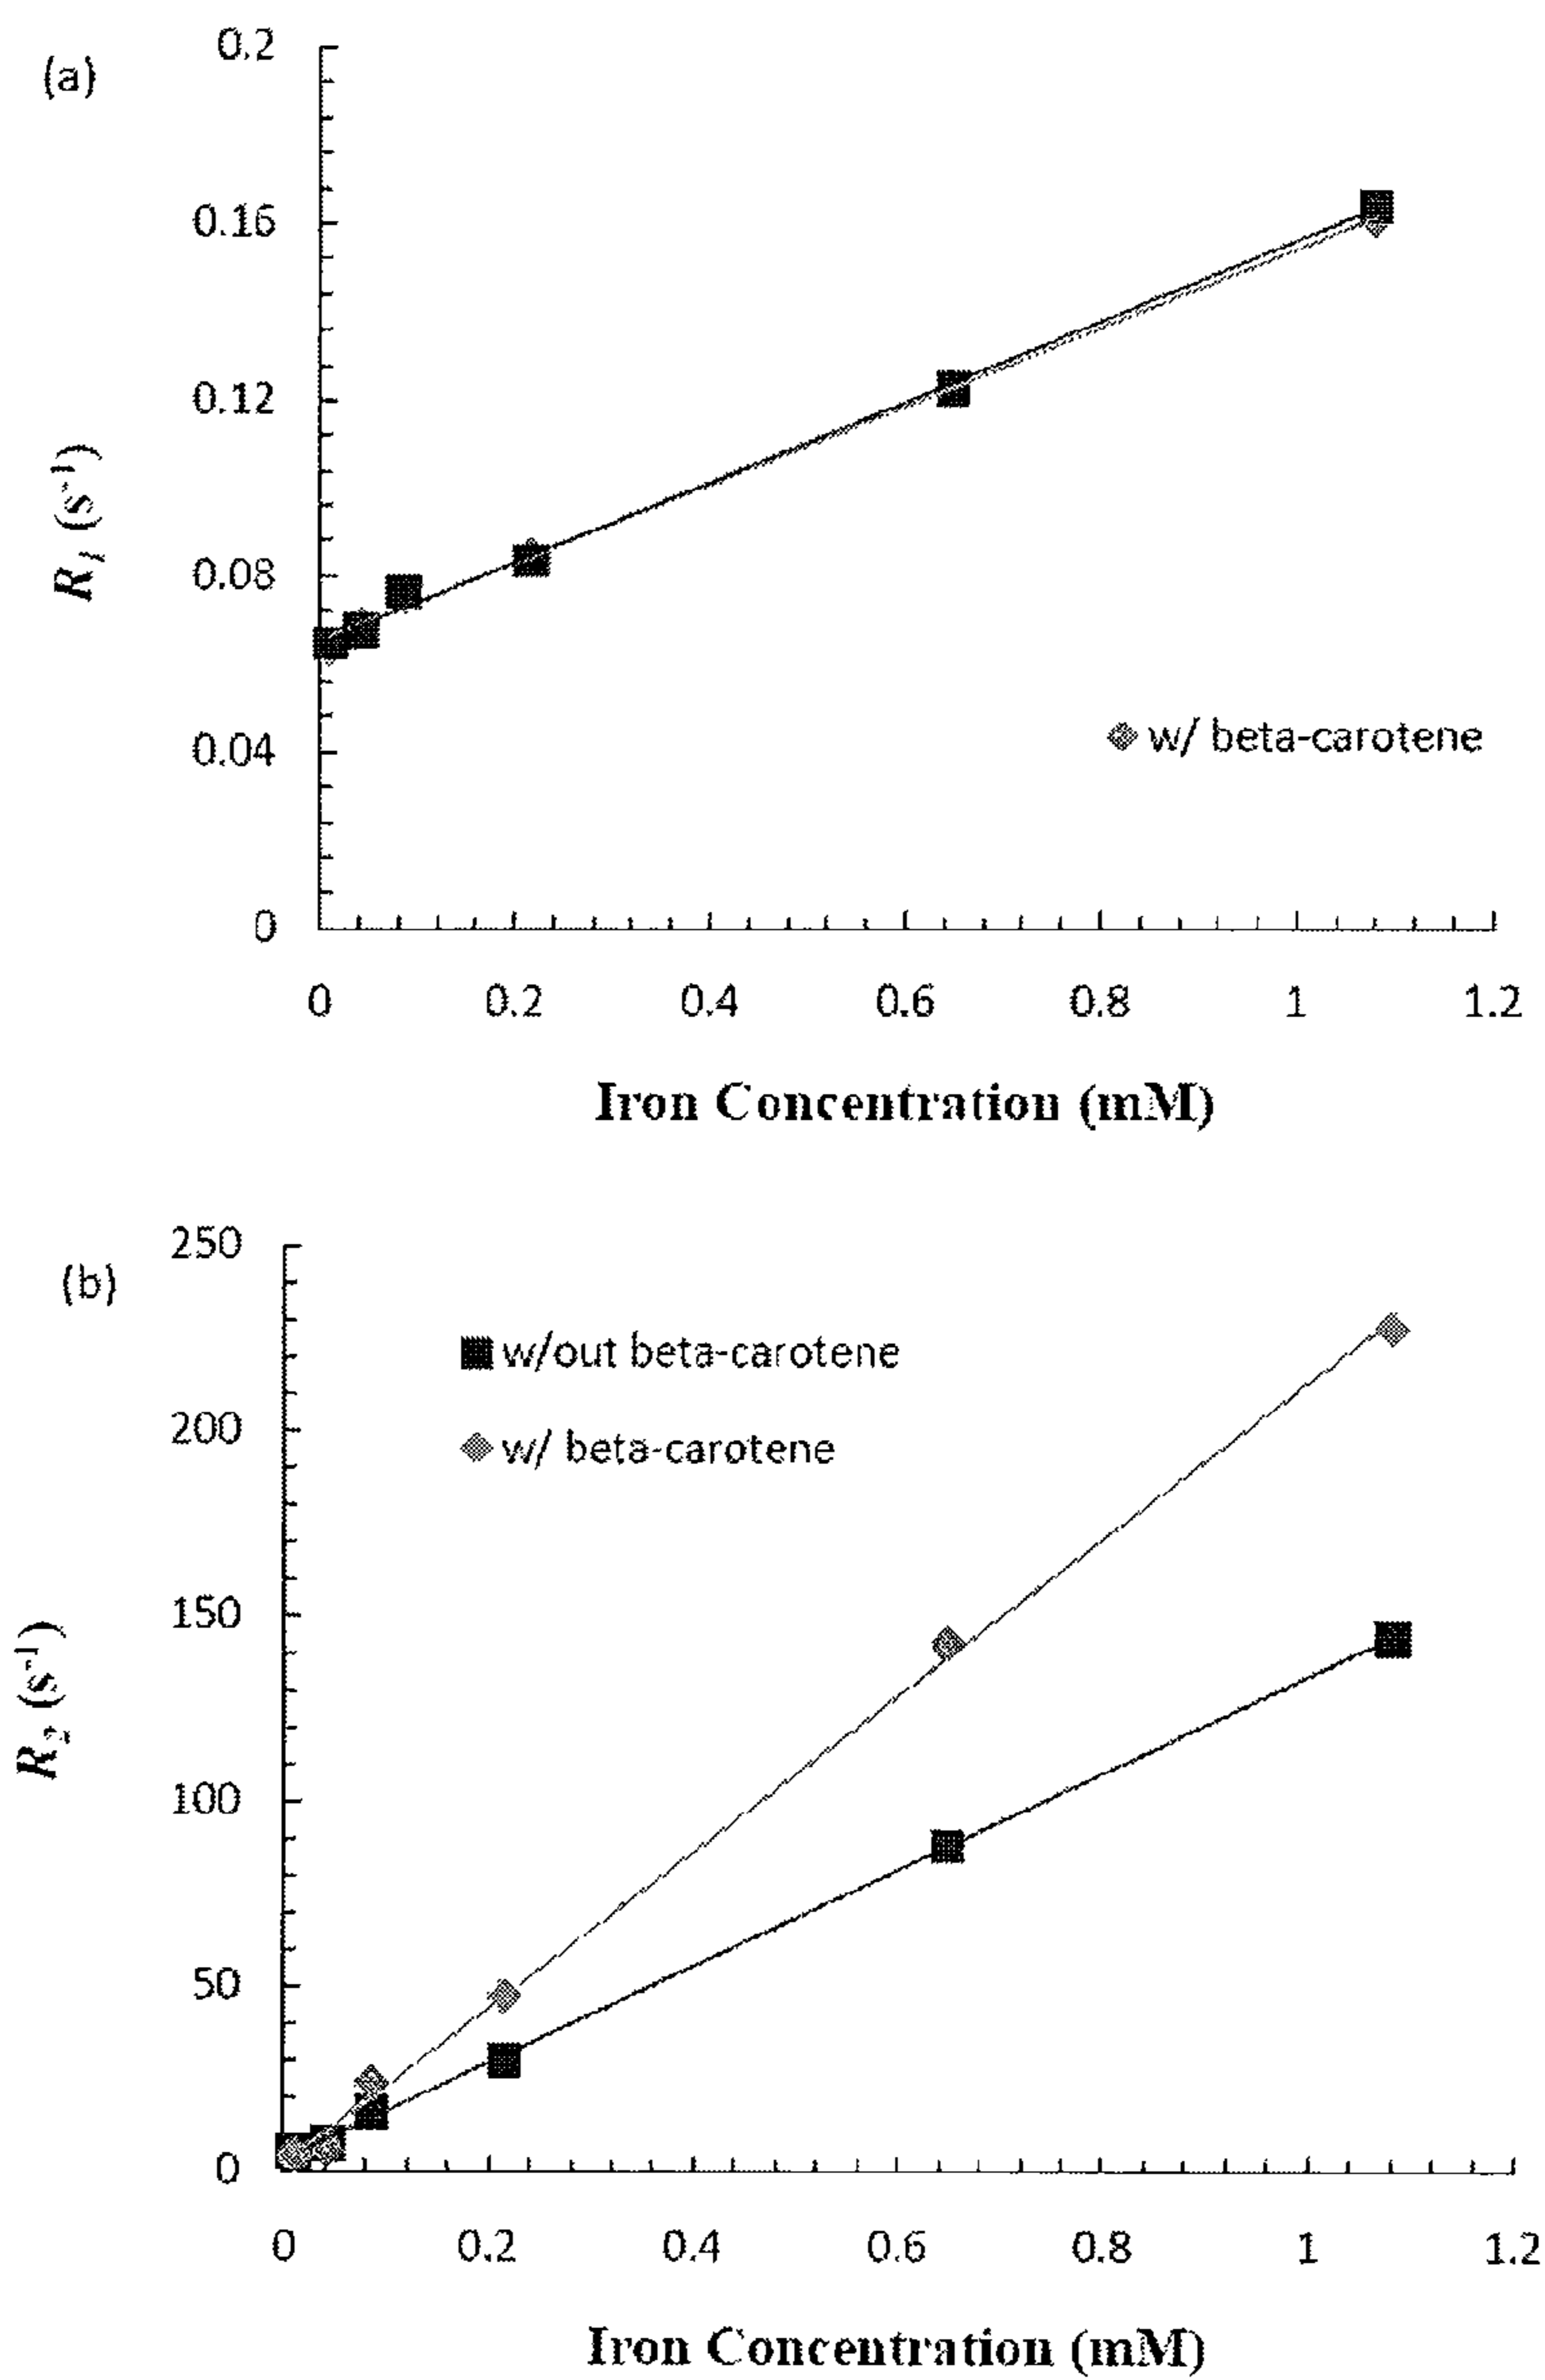 (a)
0.2
0.16
0.12
0.08
0.04
0
R1 (s-1)
w/ beta-carotene
0 0.2 0.4 0.6 0.8 1 1.2
Iron Concentration (mM)
(b)
250
200
150
100
50
0
R2 (s-1)
w/out beta-carotene
w/ beta-carotene
0 0.2 0.4 0.6 0.8 1 1.2
Iron Concentration (mM)